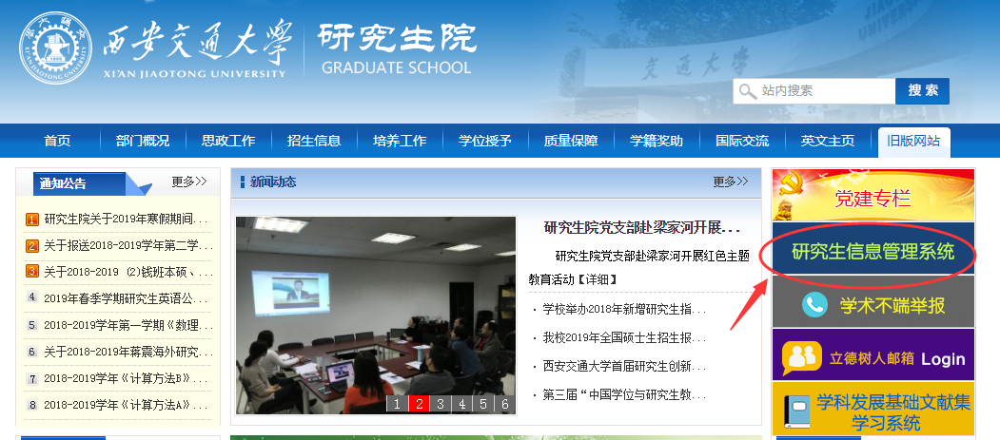 西安交通大学
XI'AN JIAOTONG UNIVERSITY
研究生院
GRADUATE SCHOOL
交通大学
站内搜索
搜 索
首页
部门概况
思政工作
招生信息
培养工作
学位授予
质量保障
学籍奖助
国际交流
英文主页
旧版网站
通知公告
更多>>
1 研究生院关于2019年寒假期间...
2 关于报送2018-2019学年第二学...
3 关于2018-2019 (2)钱班本硕、...
4 2019年春季学期研究生英语公...
5 2018-2019学年第一学期《数理...
6 关于2018-2019年蒋震海外研究...
7 2018-2019学年《计算方法B》...
8 2018-2019学年《计算方法A》...
新闻动态
更多>>
1 2 3 4 5 6
研究生院党支部赴梁家河开展...
研究生院党支部赴梁家河开展红色主题
教育活动【详细】
· 学校举办2018年新增研究生指...
· 我校2019年全国硕士生招生报...
· 西安交通大学首届研究生创新...
· 第三届“中国学位与研究生教...
党建专栏
研究生信息管理系统
学术不端举报
立德树人邮箱 Login
学科发展基础文献集
学习系统